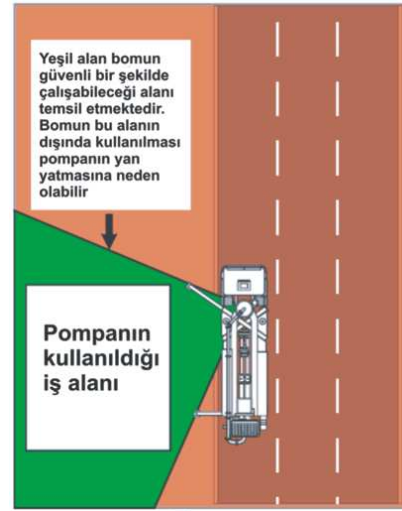 Yeşil alan bomun
güvenli bir şekilde
çalışabileceği alanı
temsil etmektedir.
Bomun bu alanın
dışında kullanılması
pompanın yan
yatmasına neden
olabilir
Pompanın
kullanıldığı
iş alanı